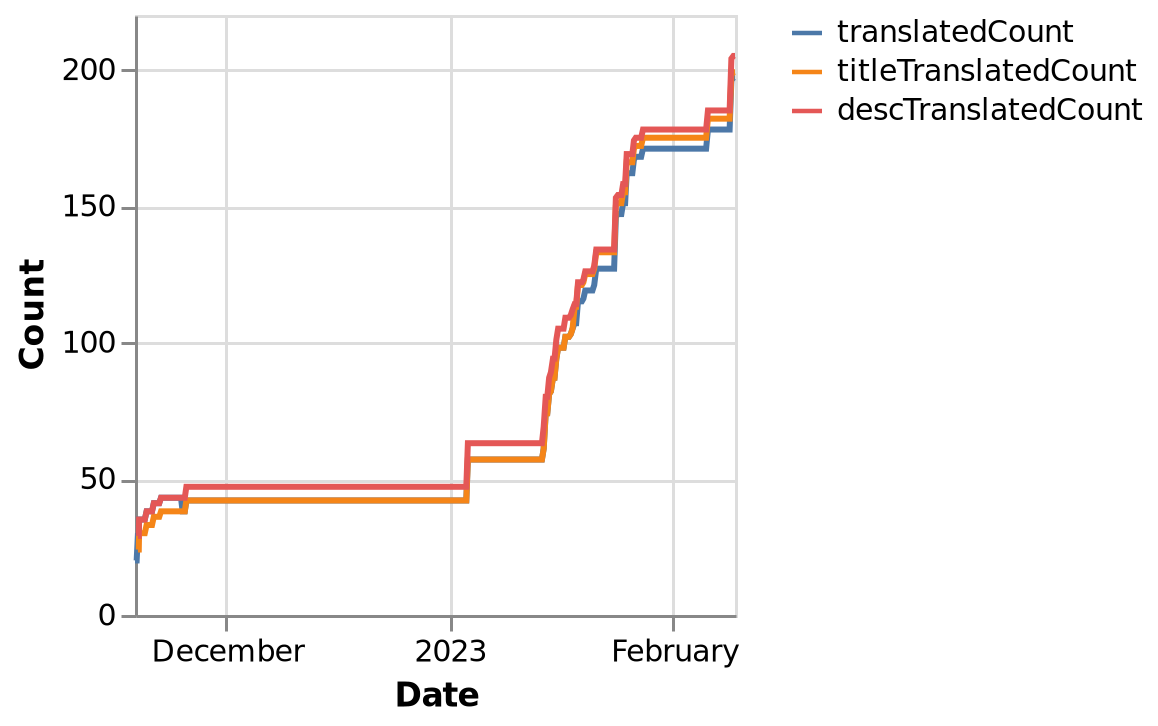 translatedCount
titleTranslatedCount
descTranslatedCount
Count
200
150
100
50
0
December
2023
February
Date